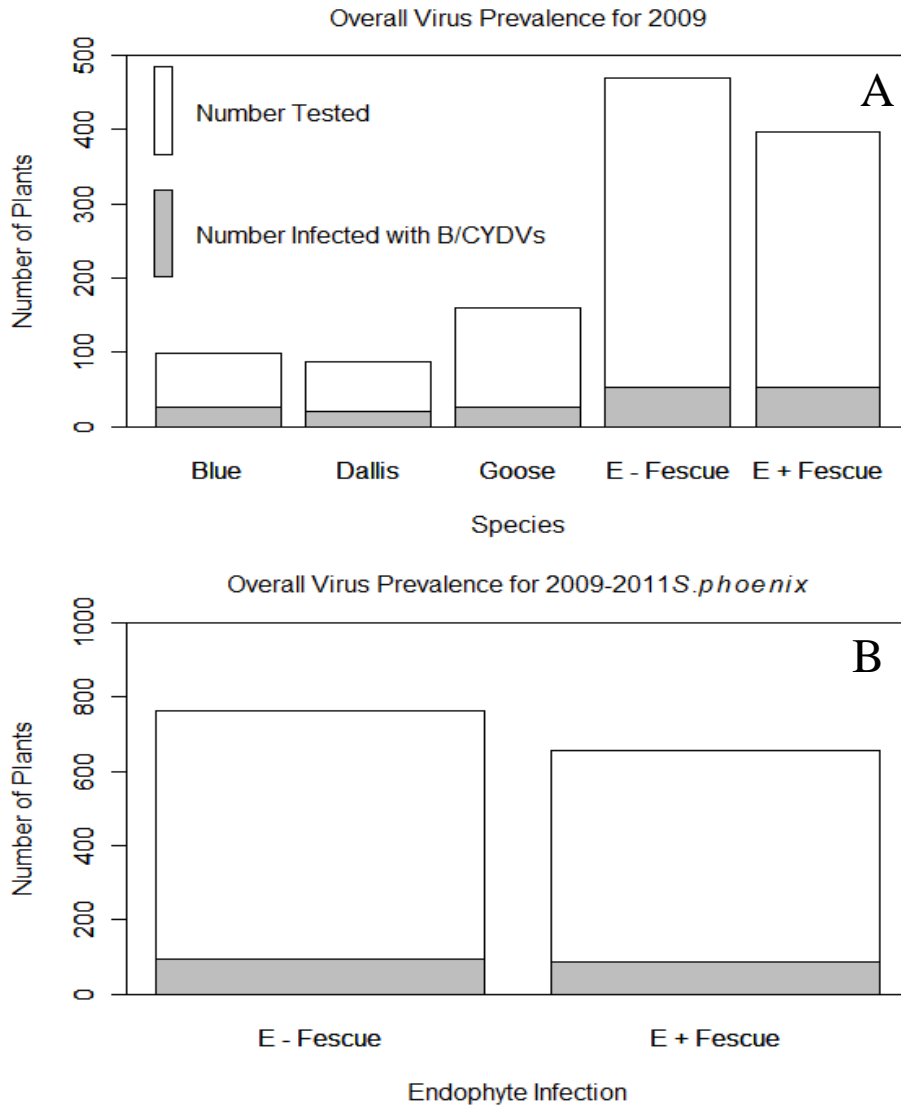 Overall Virus Prevalence for 2009
A
Number of Plants
500
400
300
200
100
0
Number Tested
Number Infected with B/CYDVs
Blue Dallis Goose E - Fescue E + Fescue
Species
Overall Virus Prevalence for 2009-2011S.phoenix
B
Number of Plants
1000
800
600
400
200
0
E - Fescue E + Fescue
Endophyte Infection